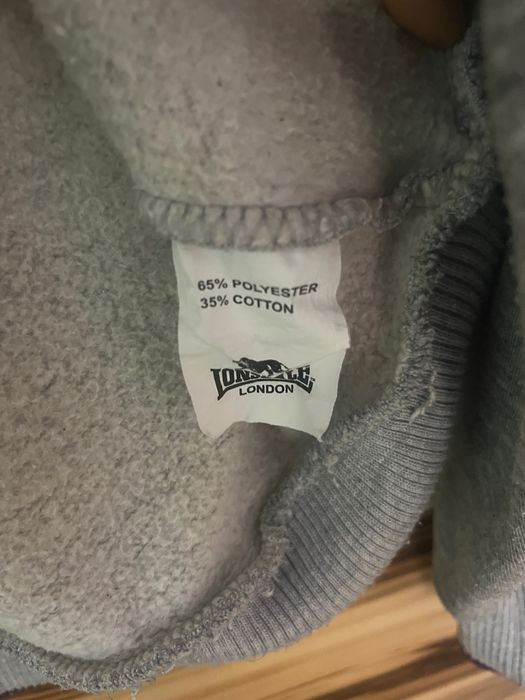 65% POLYESTER
35% COTTON
LONSDALE
LONDON